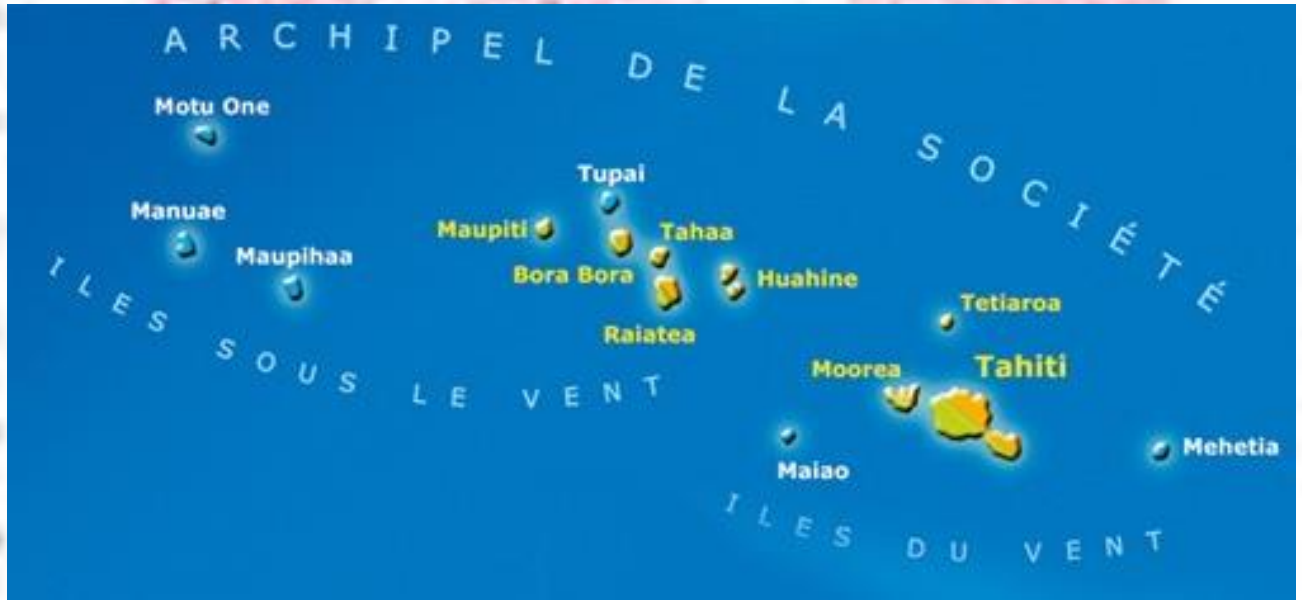 ARCHIPEL DE LA SOCIÉTÉ
Motu One
Tupai
Manuae
Maupiti
Tahaa
Maupihaa
Bora Bora
Huahine
Tetiaroa
Raiatea
Moorea
Tahiti
ILES SOUS LE VENT
Mehetia
Maiao
ILES DU VENT